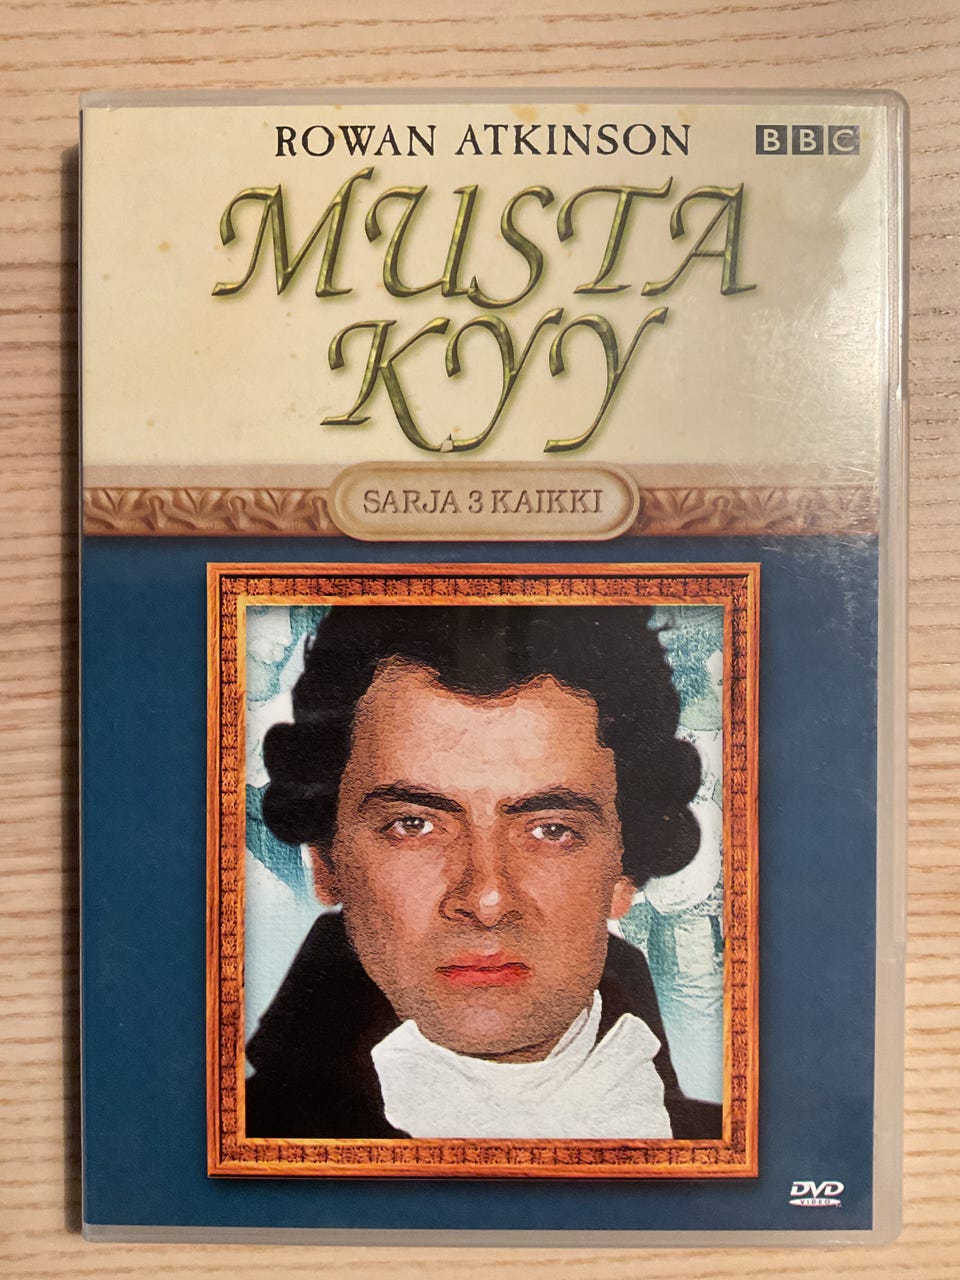 ROWAN ATKINSON
BBC
MUSTA
KYY
SARJA 3 KAIKKI
DVD
VIDEO